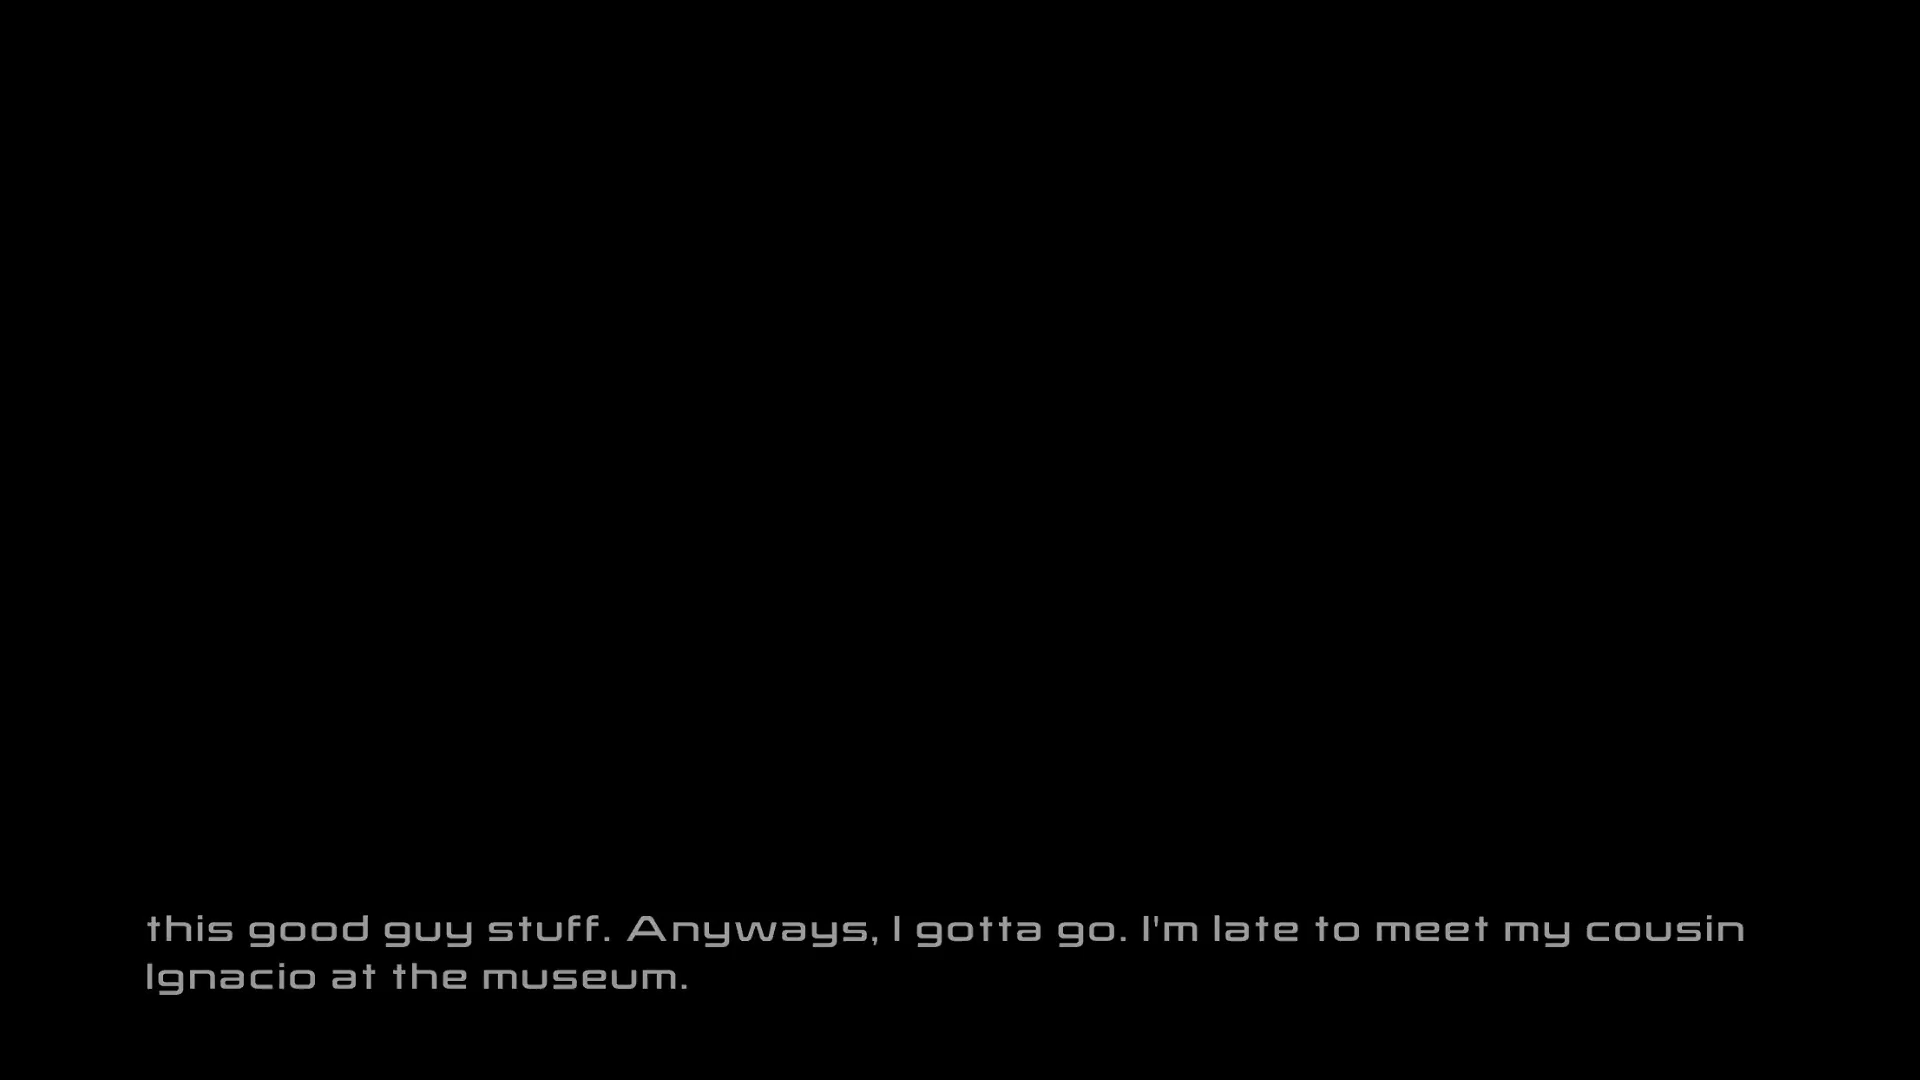 this good guy stuff. Anyways, I gotta go. I'm late to meet my cousin
Ignacio at the museum.